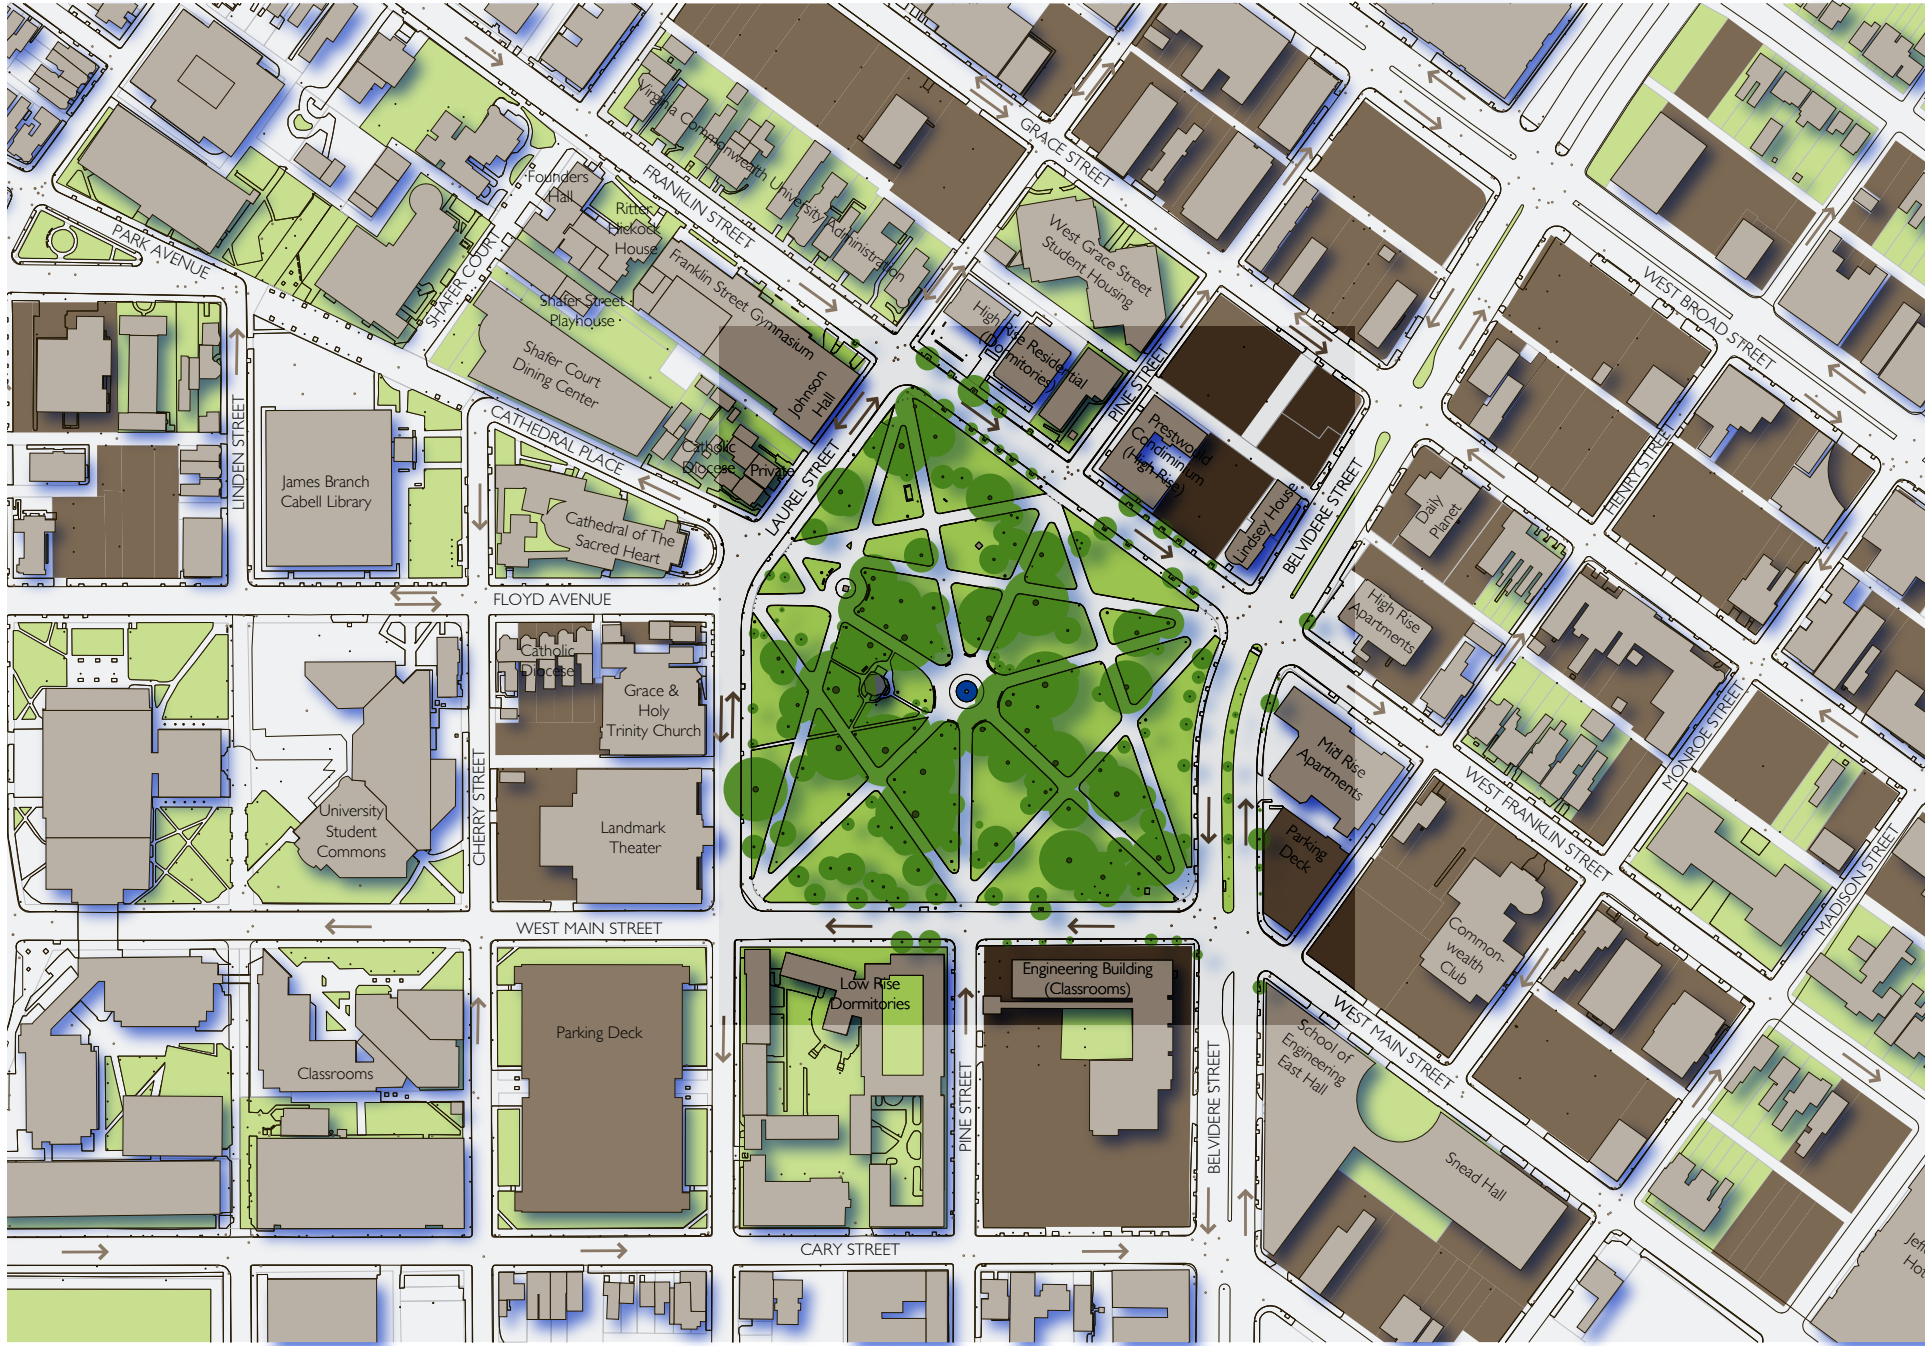 Virginia Commonwealth University Administration
GRACE STREET
FRANKLIN STREET
Founders
Hall
Ritter
Hickock
House
Franklin Street Gymnasium
West Grace Street
Student Housing
PARK AVENUE
SHAFER COURT
Shafer Street
Playhouse
High Rise Residential
(Dormitories)
WEST BROAD STREET
Shafer Court
Dining Center
Johnson
Hall
PINE STREET
LINDEN STREET
CATHEDRAL PLACE
Catholic
Diocese
Private
LAUREL STREET
Prestwould
Condiminium
(High Rise)
Lindsey House
BELVIDERE STREET
HENRY STREET
Daily
Planet
James Branch
Cabell Library
Cathedral of The
Sacred Heart
FLOYD AVENUE
High Rise
Apartments
Catholic
Diocese
Grace &
Holy
Trinity Church
MONROE STREET
Mid Rise
Apartments
WEST FRANKLIN STREET
CHERRY STREET
University
Student
Commons
Landmark
Theater
Parking
Deck
MADISON STREET
WEST MAIN STREET
Common-
wealth
Club
Low Rise
Dormitories
Engineering Building
(Classrooms)
WEST MAIN STREET
Parking Deck
Classrooms
School of
Engineering
East Hall
PINE STREET
BELVIDERE STREET
Snead Hall
CARY STREET
Jeff
Hot